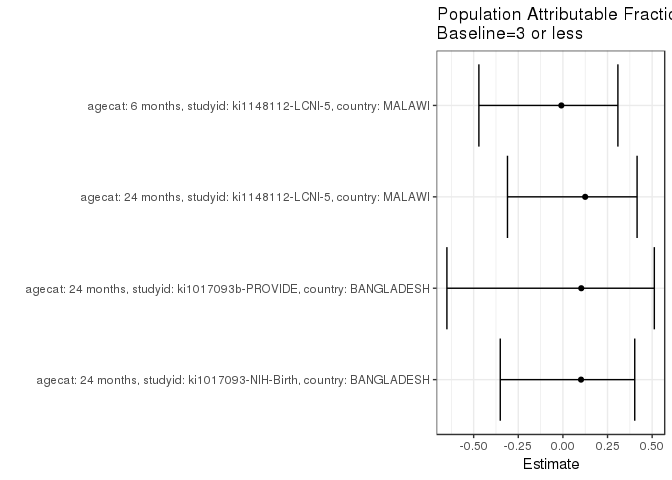 Population Attributable Fractic
Baseline=3 or less
agecat: 6 months, studyid: ki1148112-LCNI-5, country: MALAWI
agecat: 24 months, studyid: ki1148112-LCNI-5, country: MALAWI
agecat: 24 months, studyid: ki1017093b-PROVIDE, country: BANGLADESH
agecat: 24 months, studyid: ki1017093-NIH-Birth, country: BANGLADESH
-0.50 -0.25 0.00 0.25 0.50
Estimate